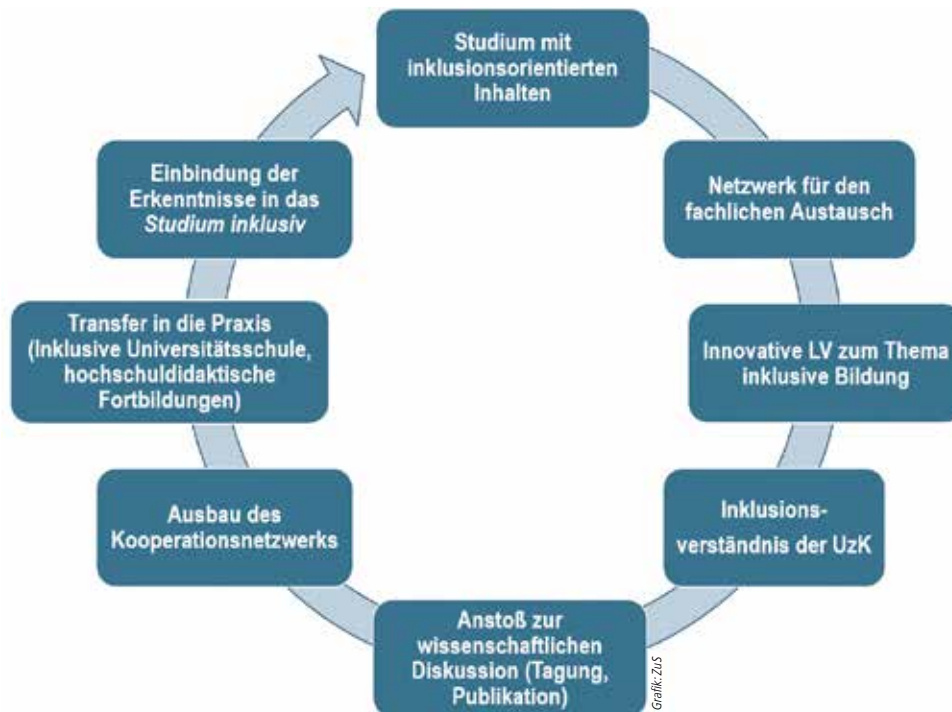 Studium mit
inklusionsorientierten
Inhalten
Netzwerk für den
fachlichen Austausch
Innovative LV zum Thema
inklusive Bildung
Inklusions-
verständnis der UzK
Anstoß zur
wissenschaftlichen
Diskussion (Tagung,
Publikation)
Ausbau des
Kooperationsnetzwerks
Transfer in die Praxis
(Inklusive Universitätsschule,
hochschuldidaktische
Fortbildungen)
Einbindung der
Erkenntnisse in das
Studium inklusiv
Grafik: ZuS